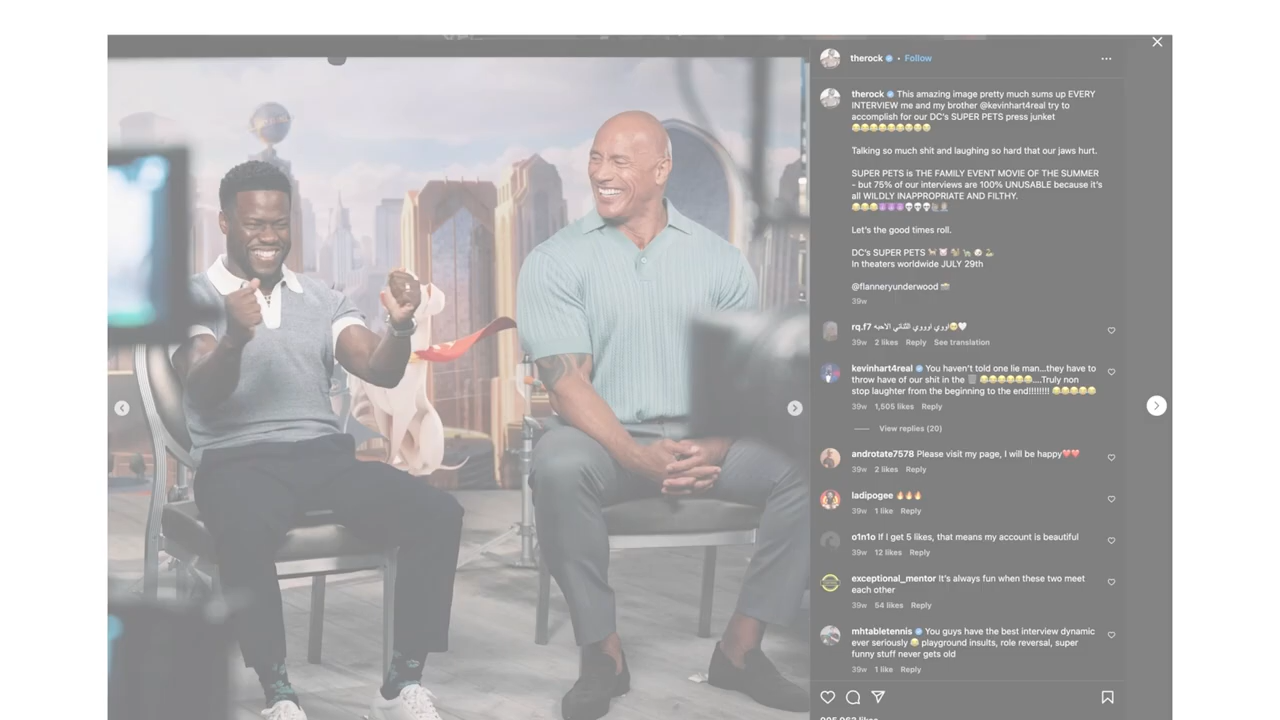 therock • Follow
therock This amazing image pretty much sums up EVERY
INTERVIEW me and my brother @kevinhart4real try to
accomplish for our DC's SUPER PETS press junket
😂😂😂😂😂😂😂😂😂
Talking so much shit and laughing so hard that our jaws hurt.
SUPER PETS is THE FAMILY EVENT MOVIE OF THE SUMMER
- but 75% of our interviews are 100% UNUSABLE because it's
all WILDLY INAPPROPRIATE AND FILTHY.
Let's the good times roll.
DC's SUPER PETS
In theaters worldwide JULY 29th
@flanneryunderwood 📸
39w
rq.f7 اووي اوووي الثنائي الاحبه🥺🤍
39w 2 likes Reply See translation
kevinhart4real You haven't told one lie man...they have to
throw have of our shit in the 🗑 😂😂😂😂😂😂....Truly non
stop laughter from the beginning to the end!!!!!!!! 😂😂😂😂😂
39w 1,505 likes Reply
View replies (20)
androtate7578 Please visit my page, I will be happy❤️❤️
39w 2 likes Reply
ladipogee 🔥🔥🔥
39w 1 like Reply
o1n1o If I get 5 likes, that means my account is beautiful
39w 12 likes Reply
exceptional_mentor It's always fun when these two meet
each other
39w 54 likes Reply
mhtabletennis You guys have the best interview dynamic
ever seriously 😂 playground insults, role reversal, super
funny stuff never gets old
39w 1 like Reply
likes